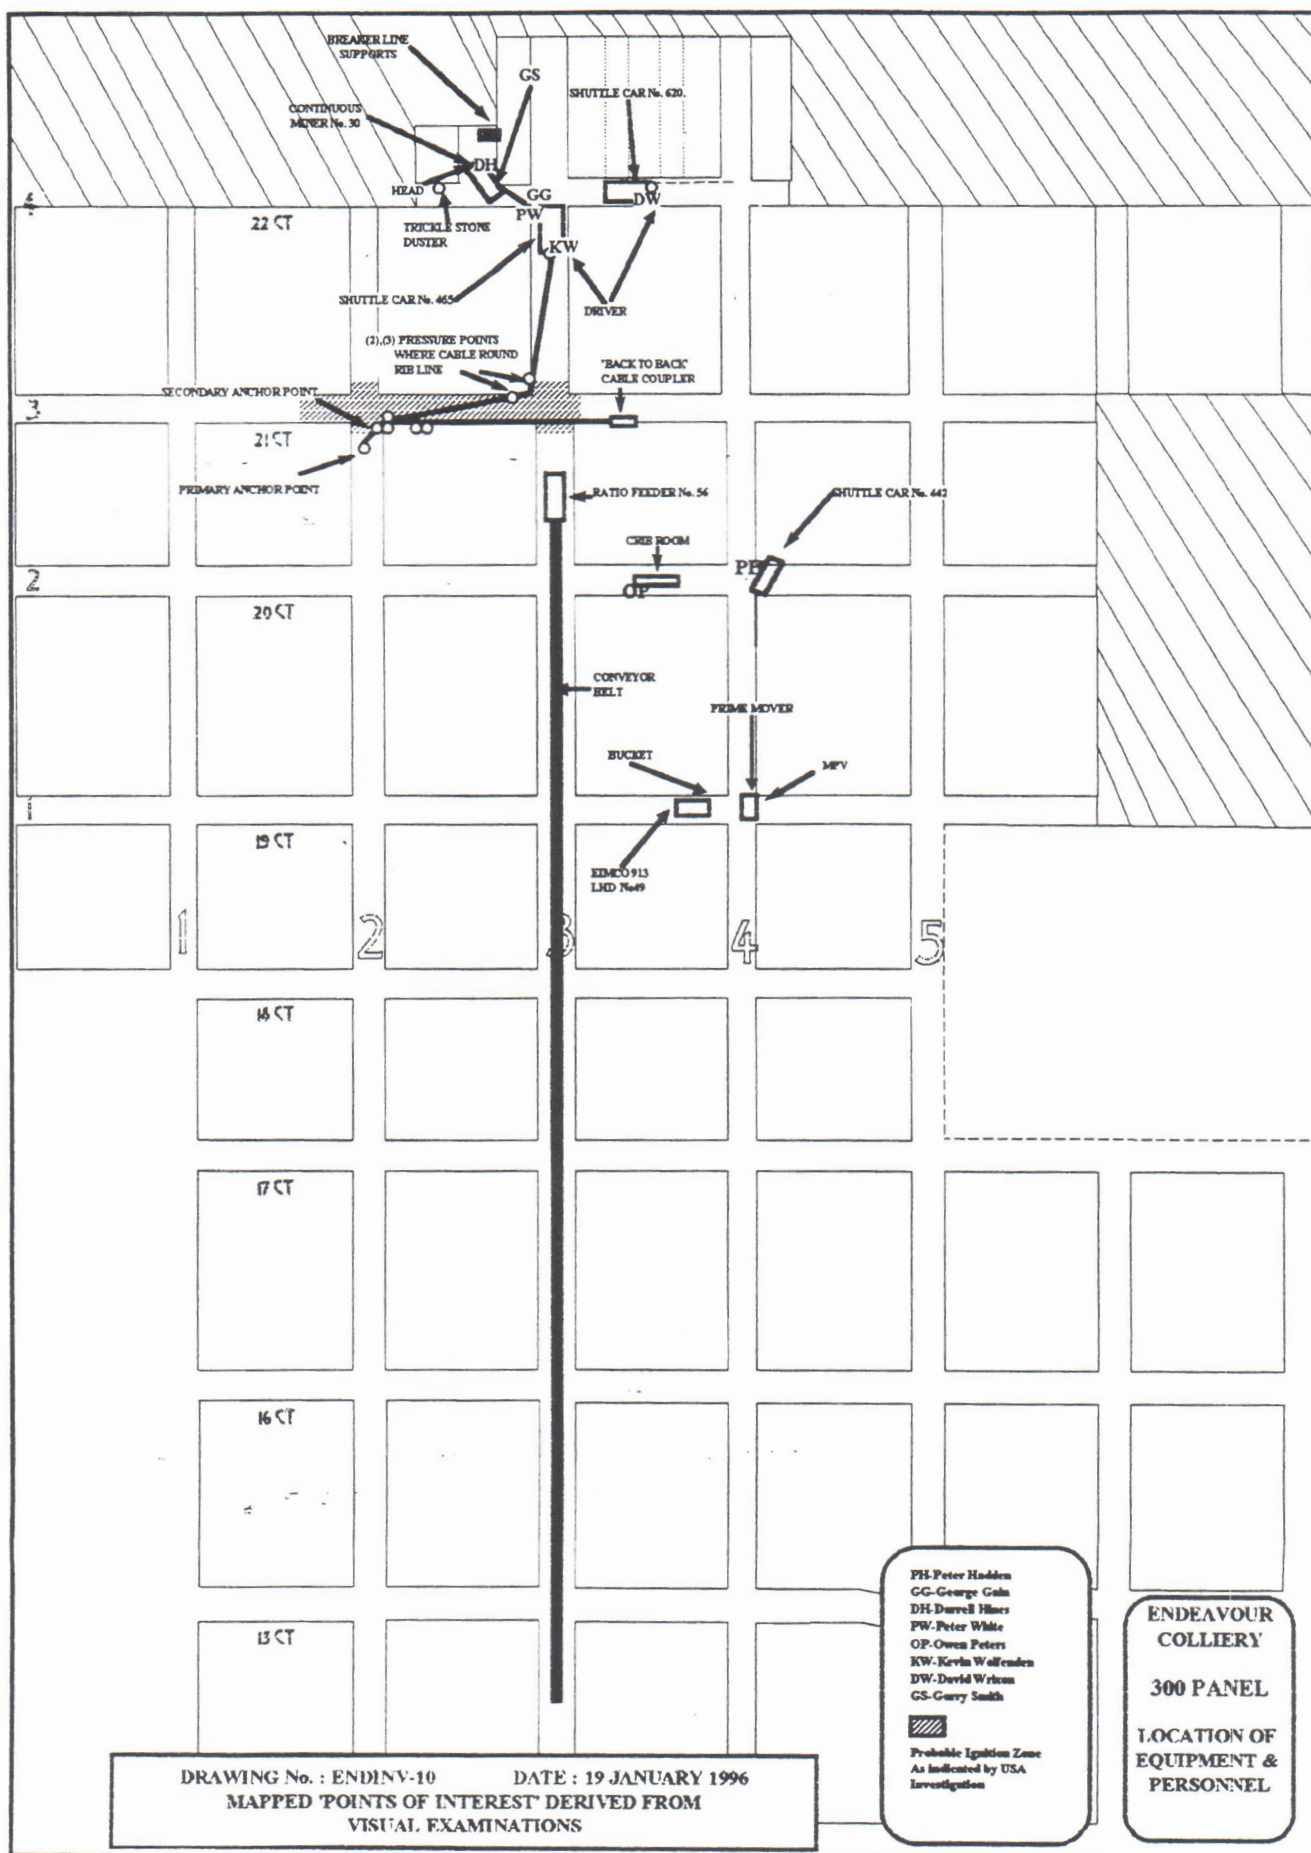 BREAKER LINE
SUPPORTS
GS
SHUTTLE CAR No. 620.
CONTINUOUS
MINER No. 30
DH
HEAD
GG
PW
DW
22 CT
TRICKLE STONE
DUSTER
KW
SHUTTLE CAR No. 465
DRIVER
(2),(3) PRESSURE POINTS
WHERE CABLE ROUND
RIB LINE
'BACK TO BACK'
CABLE COUPLER
SECONDARY ANCHOR POINT
21 CT
PRIMARY ANCHOR POINT
RATIO FEEDER No. 56
SHUTTLE CAR No. 442
CRIB ROOM
PH
OP
2
20 CT
CONVEYOR
BELT
PRIME MOVER
BUCKET
MPV
1
19 CT
EIMCO 913
LHD No49
1 2 3 4 5
18 CT
17 CT
16 CT
13 CT
PH-Peter Hadden
GG-George Gain
DH-Darrell Hines
PW-Peter White
OP-Owen Peters
KW-Kevin Wolfenden
DW-David Wrixon
GS-Garry Smith
Probable Ignition Zone
As indicated by USA
Investigation
ENDEAVOUR
COLLIERY
300 PANEL
LOCATION OF
EQUIPMENT &
PERSONNEL
DRAWING No. : ENDINV-10 DATE : 19 JANUARY 1996
MAPPED 'POINTS OF INTEREST' DERIVED FROM
VISUAL EXAMINATIONS